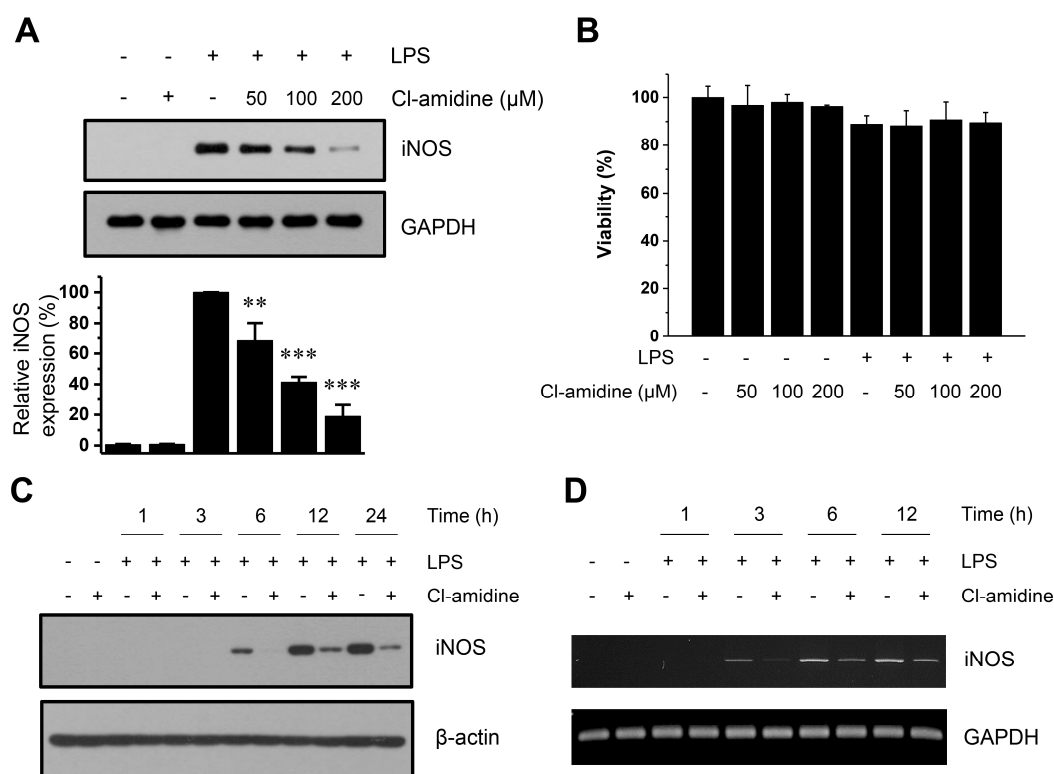 A
- - + + + + LPS
- + - 50 100 200 Cl-amidine (µM)
iNOS
GAPDH
Relative iNOS
expression (%)
100
80
60
40
20
0
**
***
***
B
Viability (%)
100
80
60
40
20
0
LPS - - - - + + + +
Cl-amidine (µM) - 50 100 200 - 50 100 200
C
1 3 6 12 24 Time (h)
- - + + + + + + + + + + LPS
- + - + - + - + - + - + Cl-amidine
iNOS
β-actin
D
1 3 6 12 Time (h)
- - + + + + + + + + LPS
- + - + - + - + - + Cl-amidine
iNOS
GAPDH